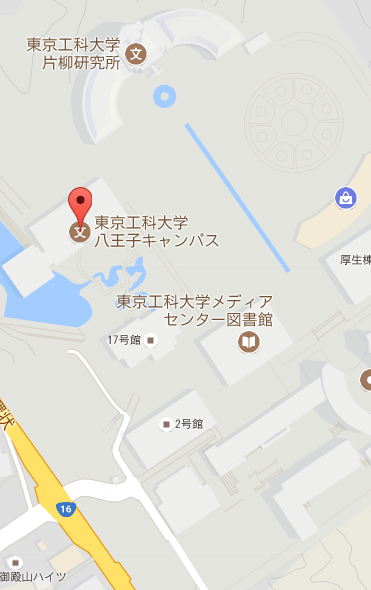 東京工科大学
片柳研究所
東京工科大学
八王子キャンパス
厚生棟
東京工科大学メディア
センター図書館
17号館
2号館
16
御殿山ハイツ